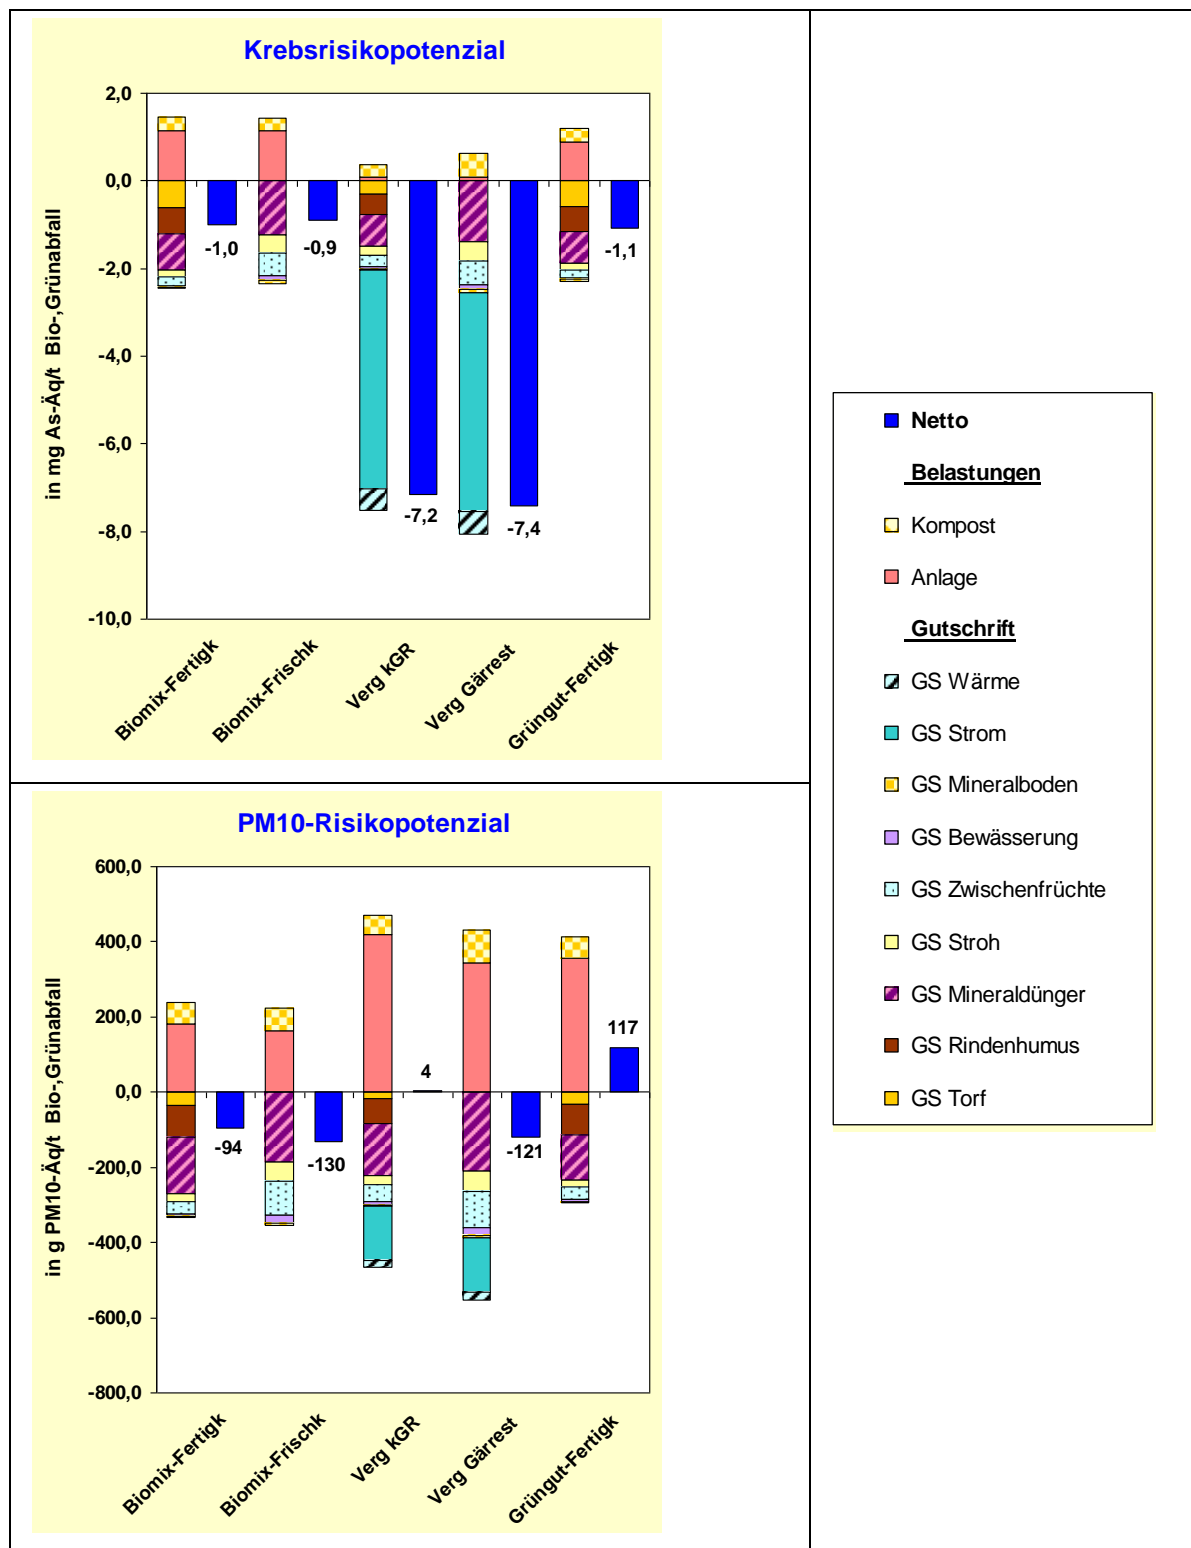 Krebsrisikopotenzial
in mg As-Äq/t  Bio-,Grünabfall
2,0
0,0
-2,0
-4,0
-6,0
-8,0
-10,0
-1,0
-0,9
-7,2
-7,4
-1,1
Biomix-Fertigk
Biomix-Frischk
Verg kGR
Verg Gärrest
Grüngut-Fertigk
PM10-Risikopotenzial
in g PM10-Äq/t  Bio-,Grünabfall
600,0
400,0
200,0
0,0
-200,0
-400,0
-600,0
-800,0
-94
-130
4
-121
117
Biomix-Fertigk
Biomix-Frischk
Verg kGR
Verg Gärrest
Grüngut-Fertigk
Netto
Belastungen
Kompost
Anlage
Gutschrift
GS Wärme
GS Strom
GS Mineralboden
GS Bewässerung
GS Zwischenfrüchte
GS Stroh
GS Mineraldünger
GS Rindenhumus
GS Torf